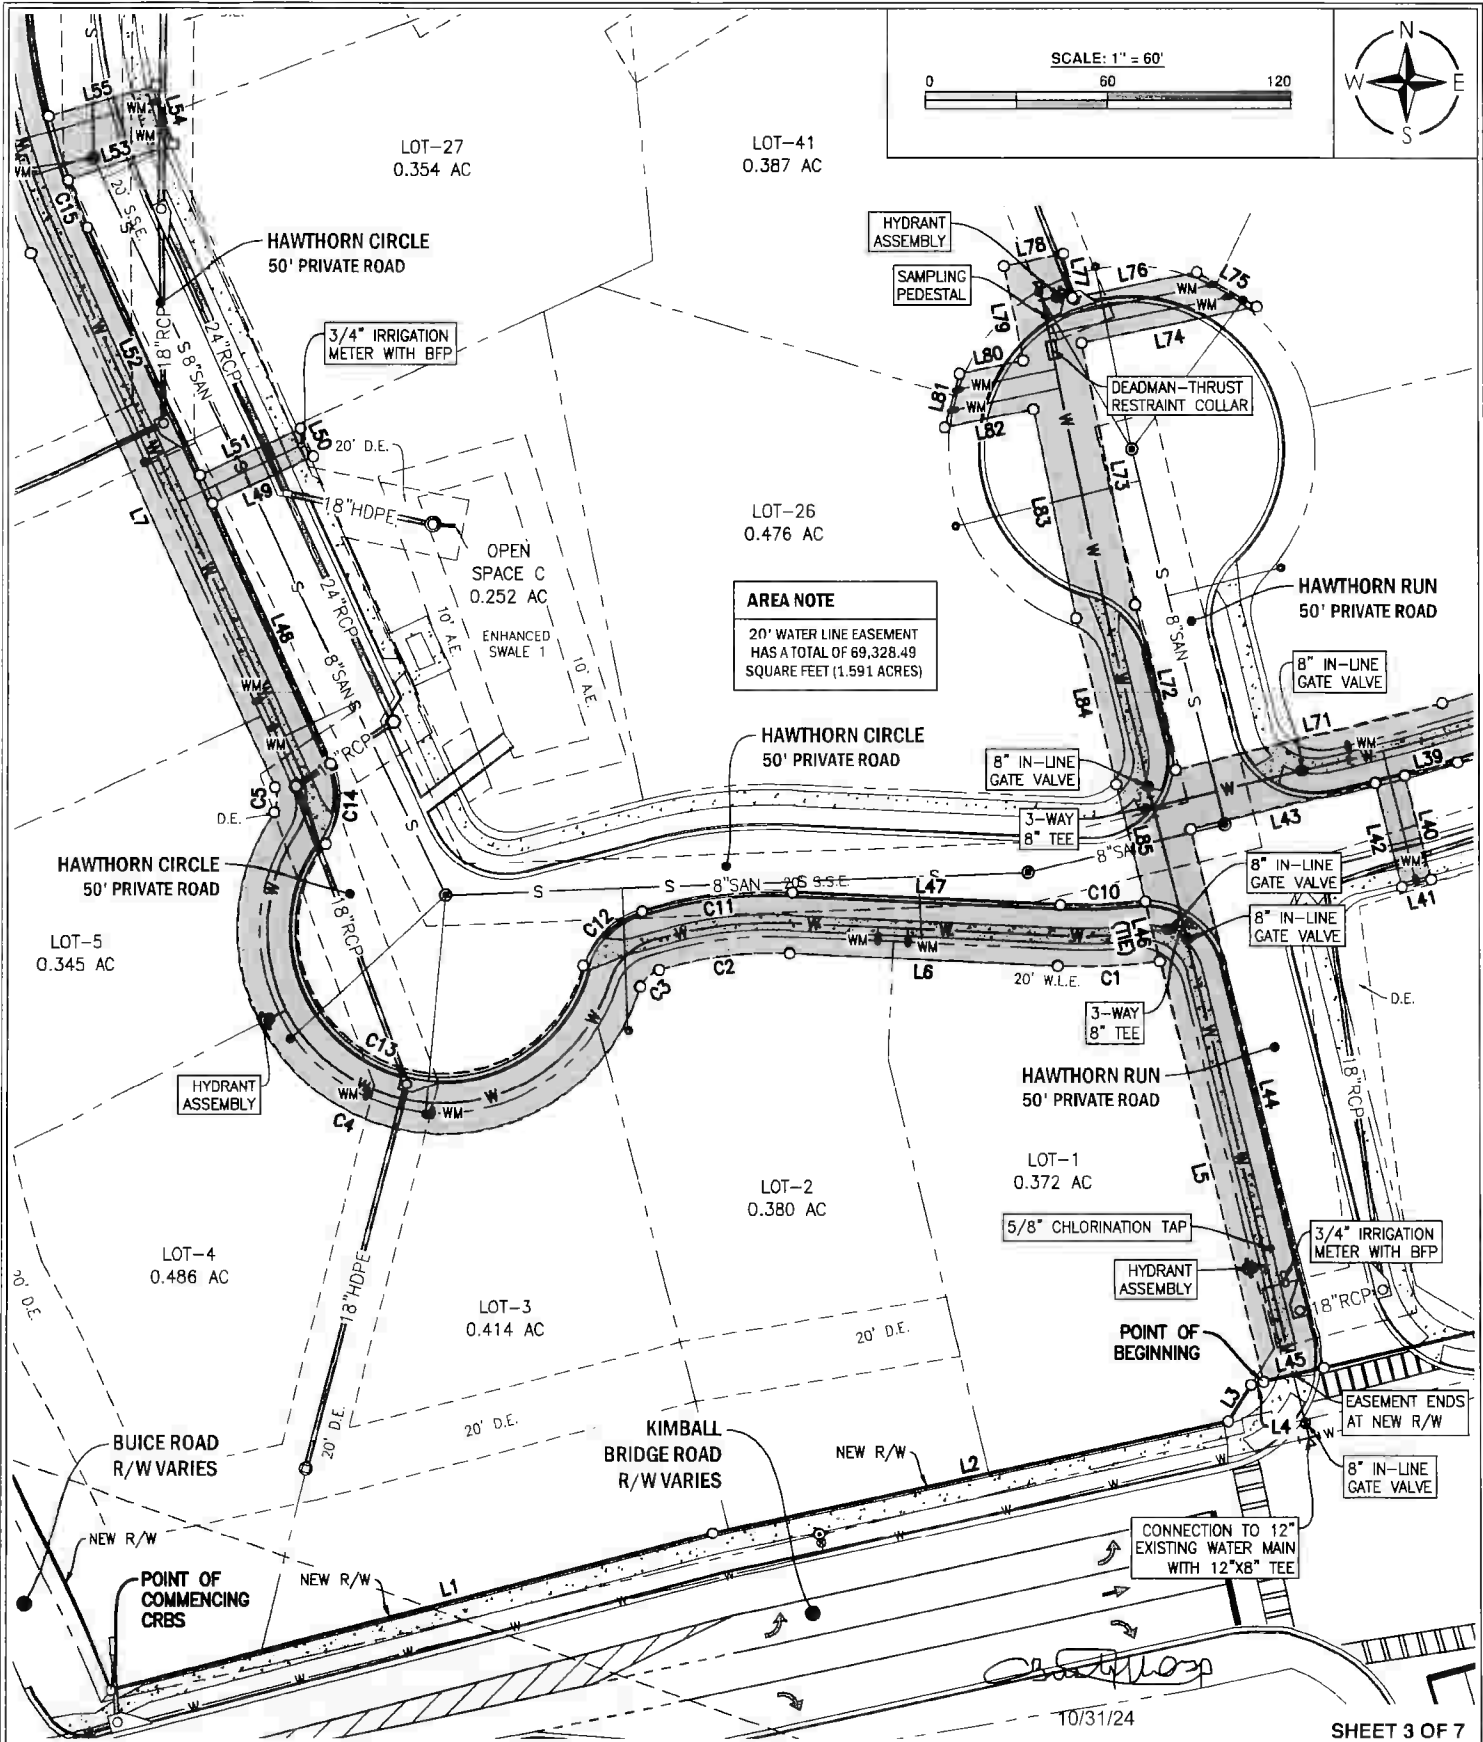 SCALE: 1" = 60'
0 60 120
N
W E
S
L55
WM
L54
WM
L53
WM
C15
20' S.S.E.
S
LOT-27
0.354 AC
LOT-41
0.387 AC
HAWTHORN CIRCLE
50' PRIVATE ROAD
18"RCP
24"RCP
L52
S 8"SAN
W
3/4" IRRIGATION
METER WITH BFP
L51
L50
20' D.E.
L49
18"HDPE
L7
OPEN
SPACE C
0.252 AC
ENHANCED
SWALE 1
10' A.E.
10' A.E.
24"RCP
L48
8"SAN
S
WM
WM
HYDRANT
ASSEMBLY
SAMPLING
PEDESTAL
L78
L77
L76
L75
WM
WM
L79
L74
L80
L81
WM
WM
L82
DEADMAN-THRUST
RESTRAINT COLLAR
L73
L83
W
LOT-26
0.476 AC
AREA NOTE
20' WATER LINE EASEMENT
HAS A TOTAL OF 69,328.49
SQUARE FEET (1.591 ACRES)
HAWTHORN RUN
50' PRIVATE ROAD
8"SAN
S
8" IN-LINE
GATE VALVE
L72
L84
L71
WM
L39
HAWTHORN CIRCLE
50' PRIVATE ROAD
8" IN-LINE
GATE VALVE
3-WAY
8" TEE
L85
L43
L42
L40
WM
L41
C5
D.E.
C14
HAWTHORN CIRCLE
50' PRIVATE ROAD
18"RCP
S
S
8"SAN
20' S.S.E.
S
L47
C10
C11
C12
8" IN-LINE
GATE VALVE
8" IN-LINE
GATE VALVE
L46
(TIE)
W
W
WM
WM
W
W
LOT-5
0.345 AC
C2
C3
L6
20' W.L.E.
C1
3-WAY
8" TEE
D.E.
C13
HYDRANT
ASSEMBLY
WM
W
WM
W
C4
HAWTHORN RUN
50' PRIVATE ROAD
L44
18"RCP
L5
LOT-1
0.372 AC
LOT-2
0.380 AC
5/8" CHLORINATION TAP
3/4" IRRIGATION
METER WITH BFP
HYDRANT
ASSEMBLY
18"RCP
LOT-4
0.486 AC
20' D.E.
18"HDPE
LOT-3
0.414 AC
20' D.E.
POINT OF
BEGINNING
L45
L3
L4
EASEMENT ENDS
AT NEW R/W
20' D.E.
20' D.E.
BUICE ROAD
R/W VARIES
KIMBALL
BRIDGE ROAD
R/W VARIES
NEW R/W
L2
8" IN-LINE
GATE VALVE
CONNECTION TO 12"
EXISTING WATER MAIN
WITH 12"X8" TEE
NEW R/W
POINT OF
COMMENCING
CRBS
NEW R/W
L1
W
W
W
W
10/31/24
SHEET 3 OF 7